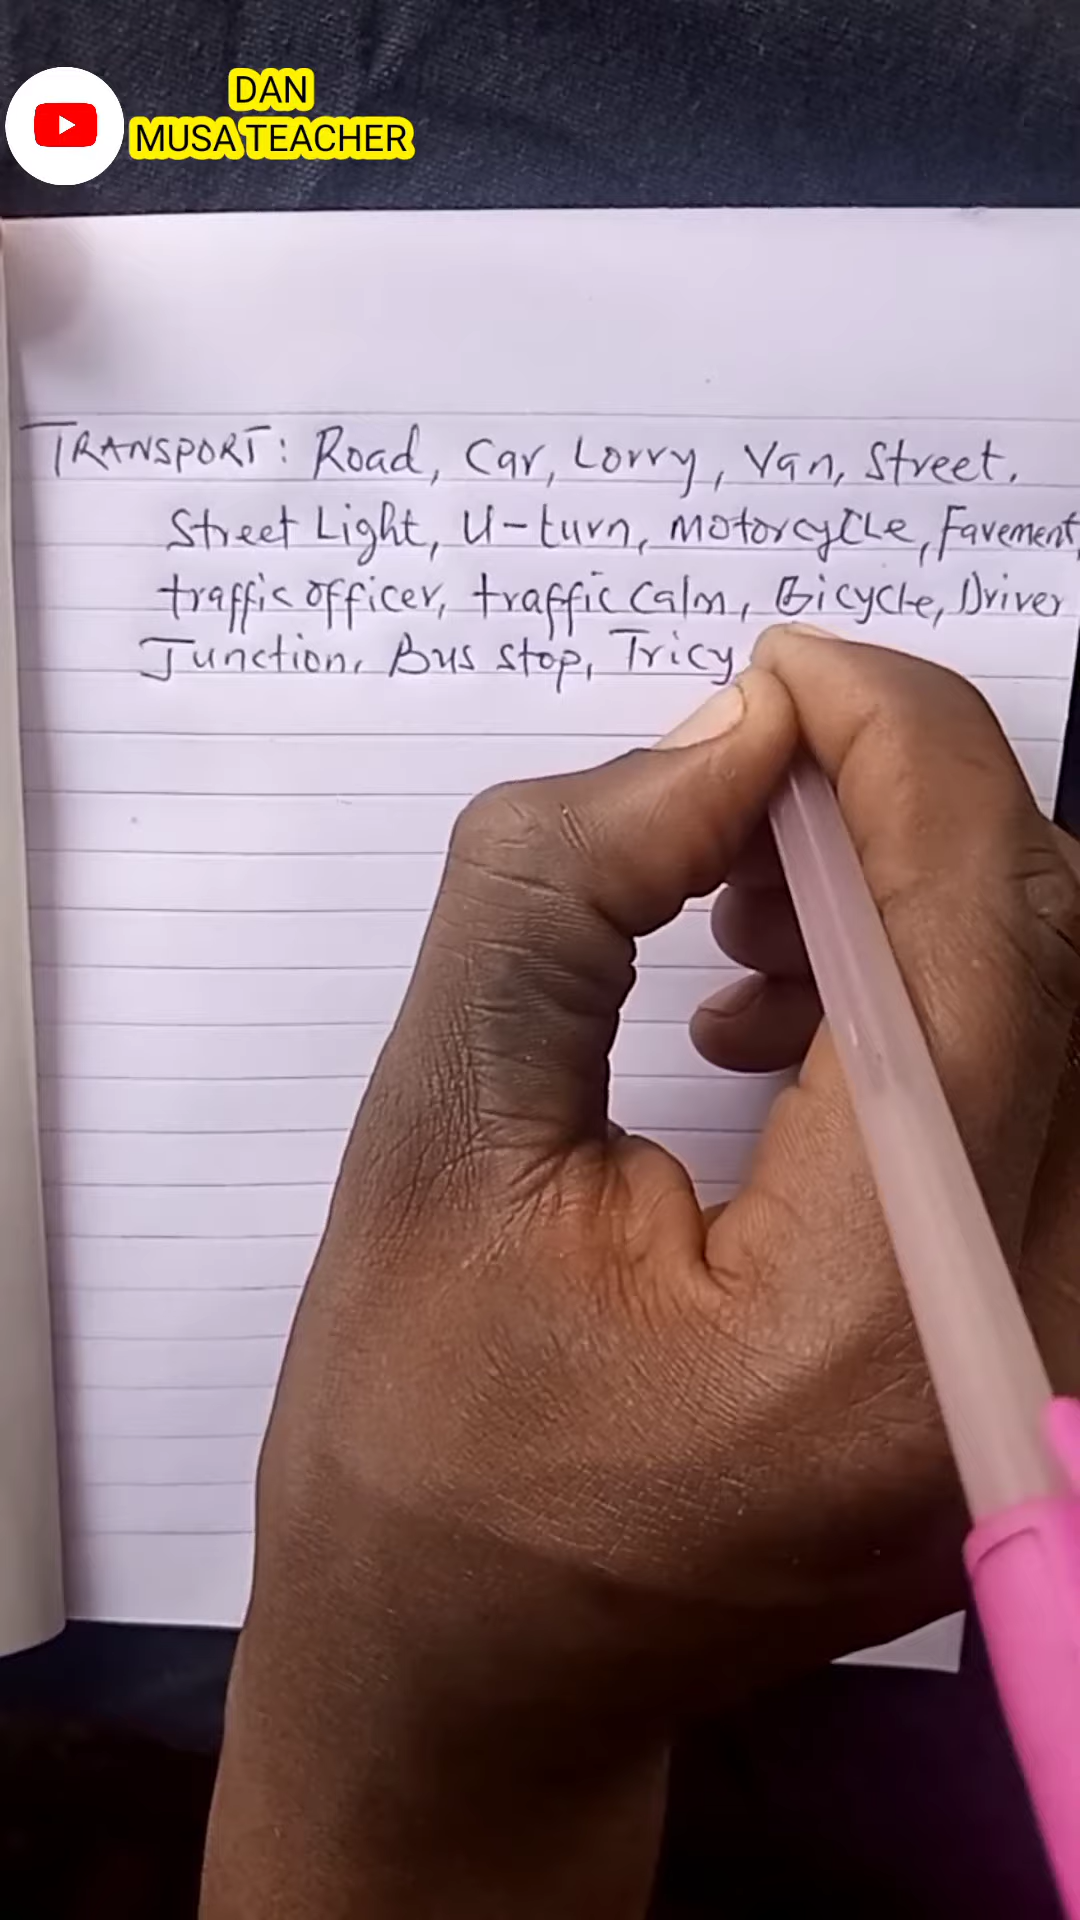 DAN
MUSA TEACHER
TRANSPORT: Road, Car, Lorry, Van, Street,
Street Light, U-turn, Motorcycle, Favement,
traffic officer, traffic calm, Bicycle, Driver
Junction, Bus stop, Tricy